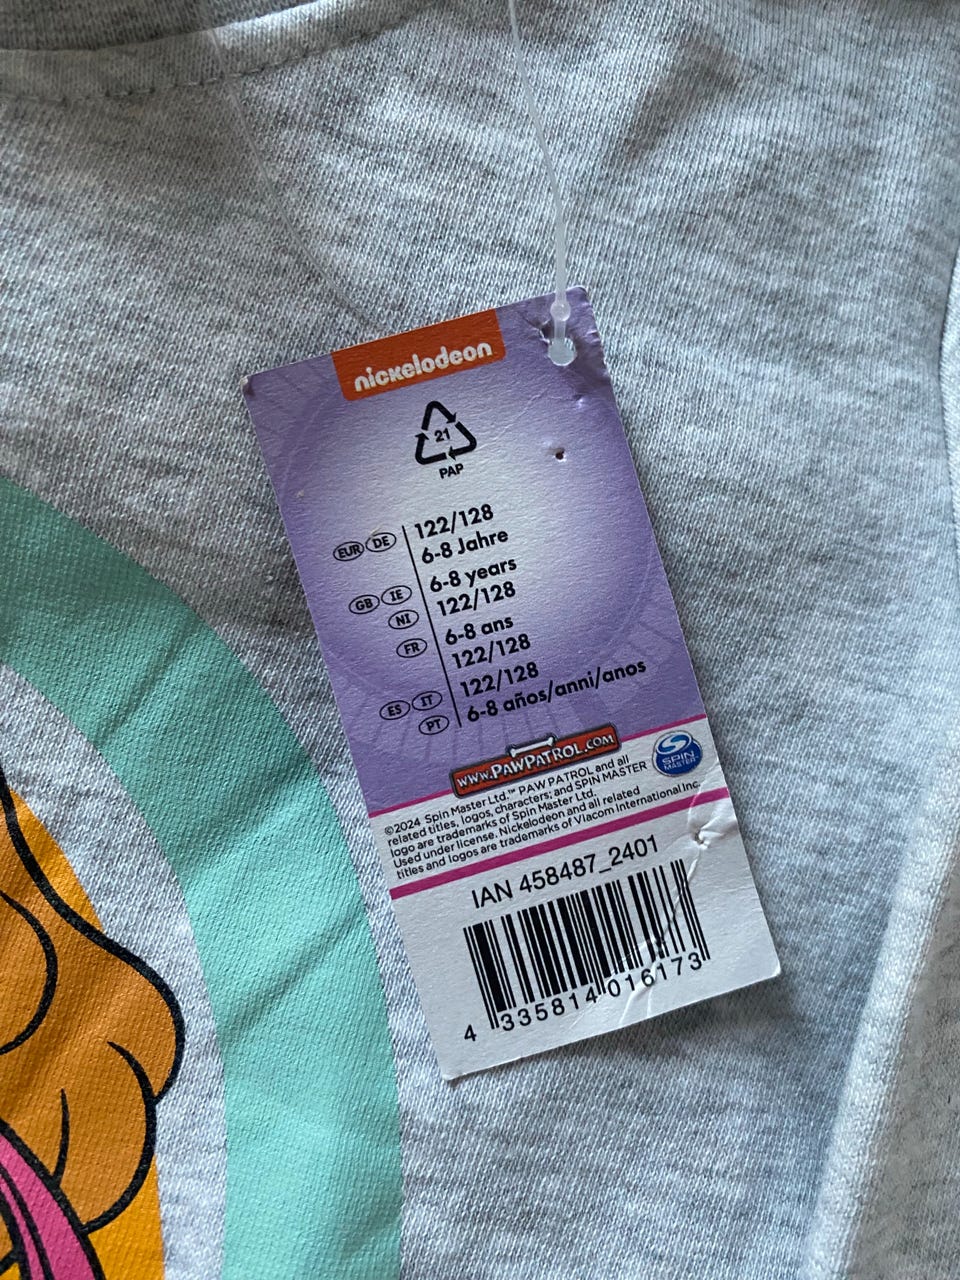 nickelodeon
21
PAP
EUR DE 122/128
6-8 Jahre
GB IE 6-8 years
NI 122/128
FR 6-8 ans
122/128
ES IT 122/128
PT 6-8 años/anni/anos
www.PAWPATROL.COM
SPIN MASTER
©2024 Spin Master Ltd.™ PAW PATROL and all
related titles, logos, characters; and SPIN MASTER
logo are trademarks of Spin Master Ltd.
Used under license. Nickelodeon and all related
titles and logos are trademarks of Viacom International Inc.
IAN 458487_2401
4 335814 016173